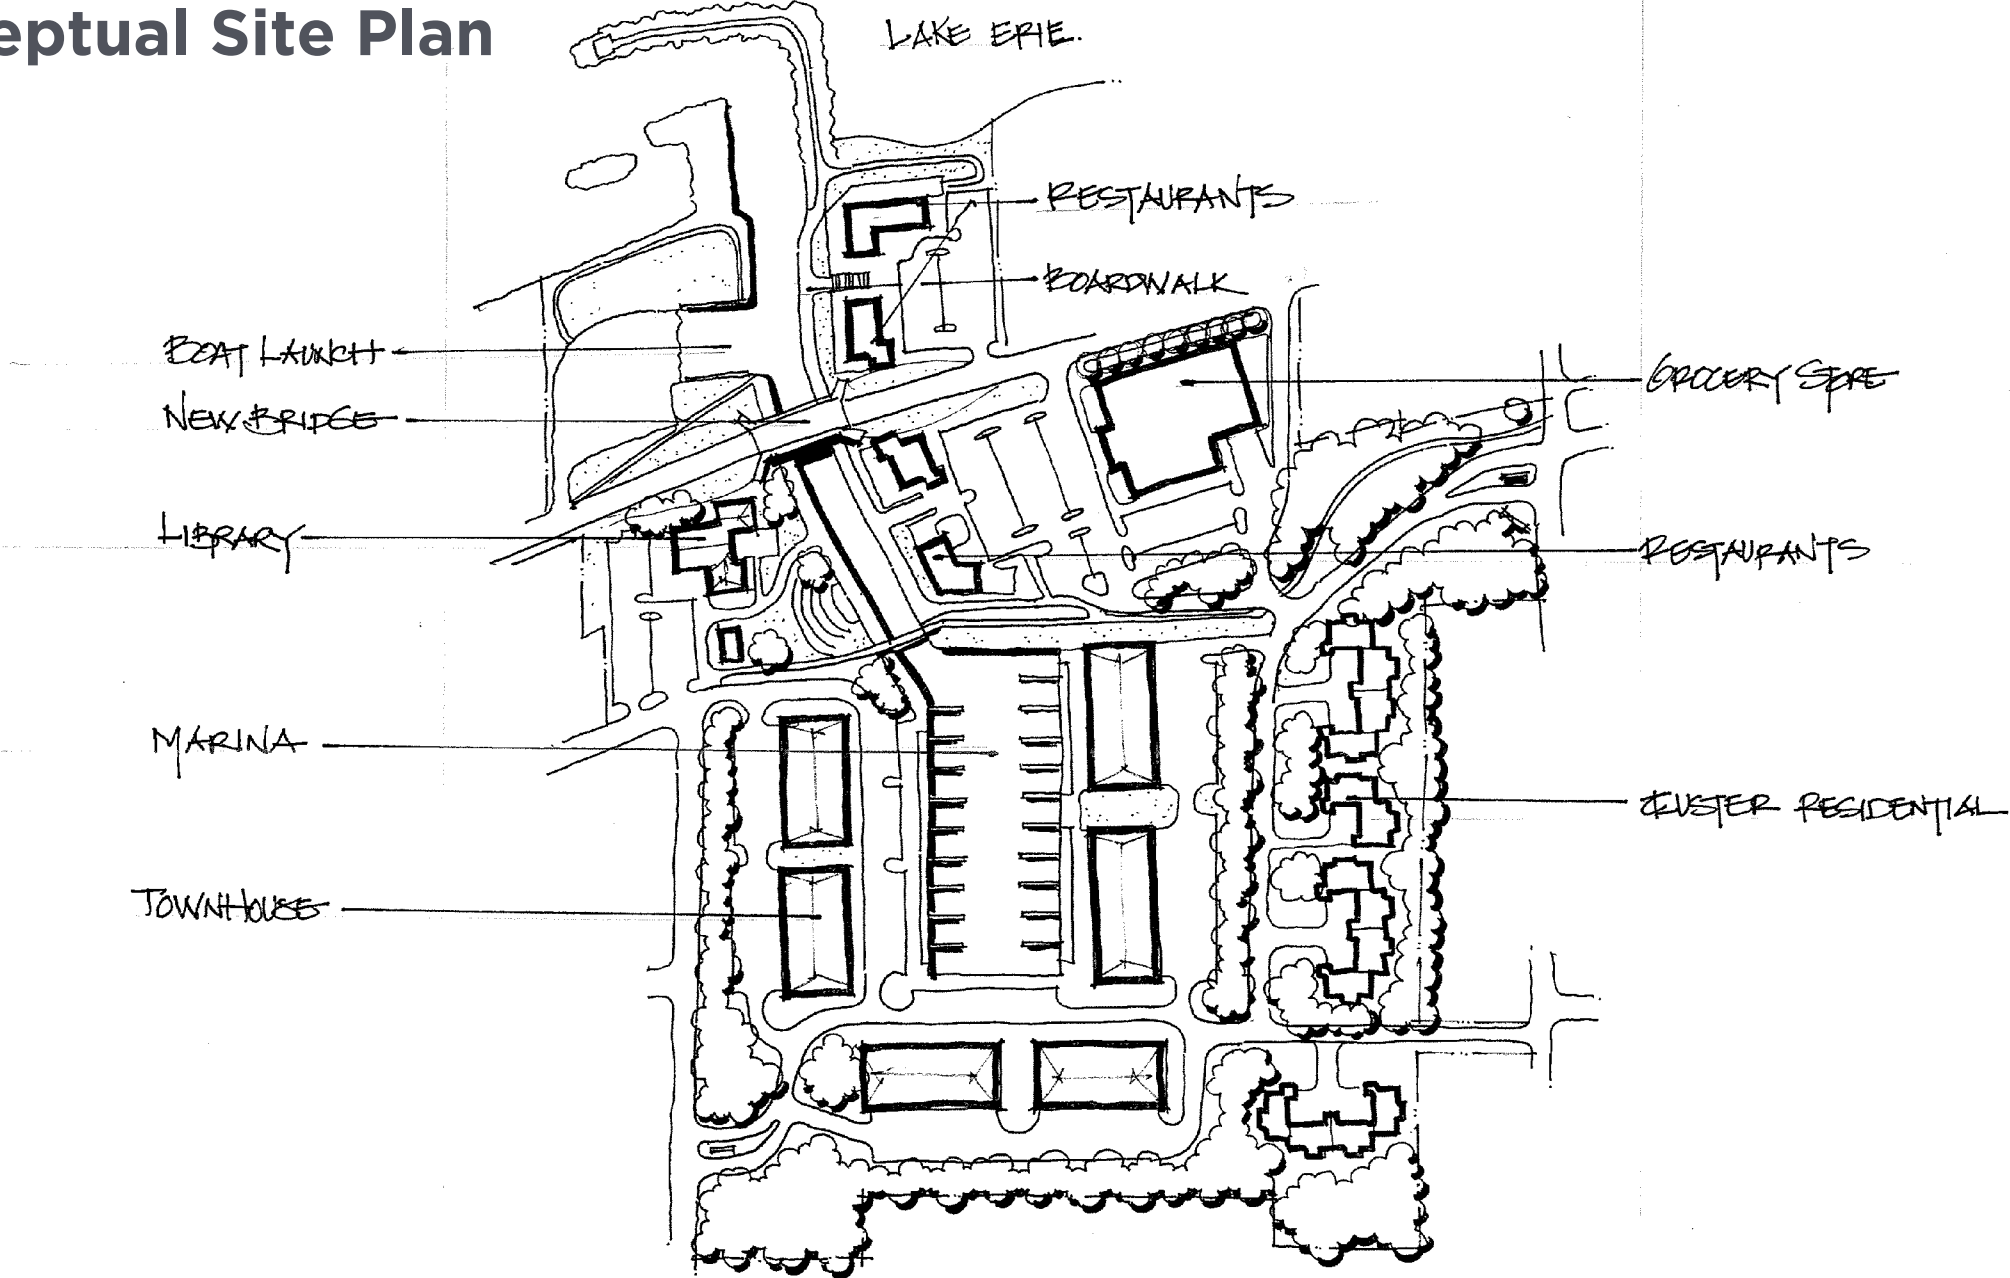 eptual Site Plan
LAKE ERIE.
RESTAURANTS
BOARDWALK
BOAT LAUNCH
NEW BRIDGE
GROCERY STORE
LIBRARY
RESTAURANTS
MARINA
CLUSTER RESIDENTIAL
TOWNHOUSE